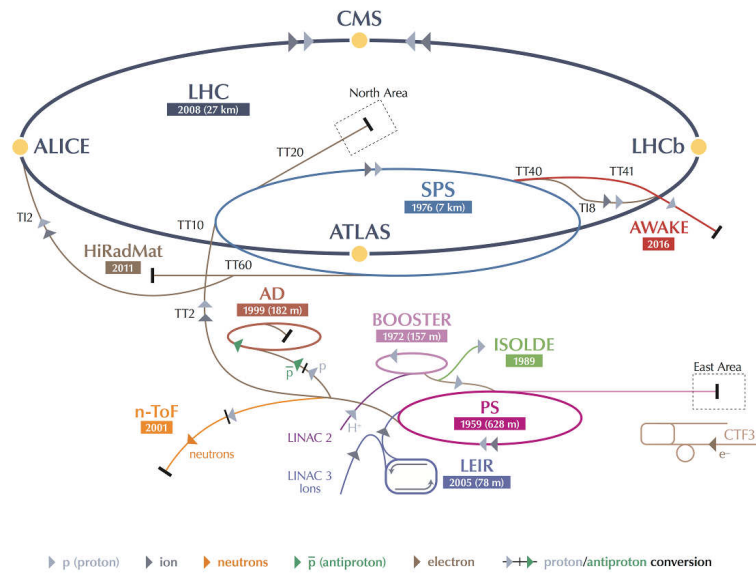 CMS
LHC
2008 (27 km)
North Area
ALICE
LHCb
TT20
TT40
TT41
SPS
1976 (7 km)
TI2
TI8
TT10
ATLAS
AWAKE
2016
HiRadMat
2011
TT60
AD
1999 (182 m)
TT2
BOOSTER
1972 (157 m)
ISOLDE
1989
p
p̅
East Area
n-ToF
2001
PS
1959 (628 m)
H⁺
LINAC 2
neutrons
CTF3
e–
LINAC 3
Ions
LEIR
2005 (78 m)
p (proton)
ion
neutrons
p̅ (antiproton)
electron
proton/antiproton conversion